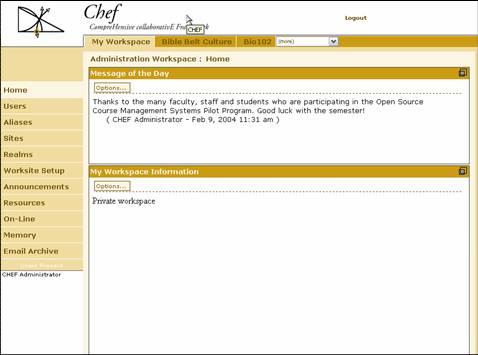 Chef
CompreHensive collaborativE
CHEF
Logout
My Workspace Bible Belt Culture Bio102 (more)
Administration Workspace : Home
Home
Users
Aliases
Sites
Realms
Worksite Setup
Announcements
Resources
On-Line
Memory
Email Archive
Users Present
CHEF Administrator
Message of the Day
Options...
Thanks to the many faculty, staff and students who are participating in the Open Source
Course Management Systems Pilot Program. Good luck with the semester!
( CHEF Administrator - Feb 9, 2004 11:31 am )
My Workspace Information
Options...
Private workspace